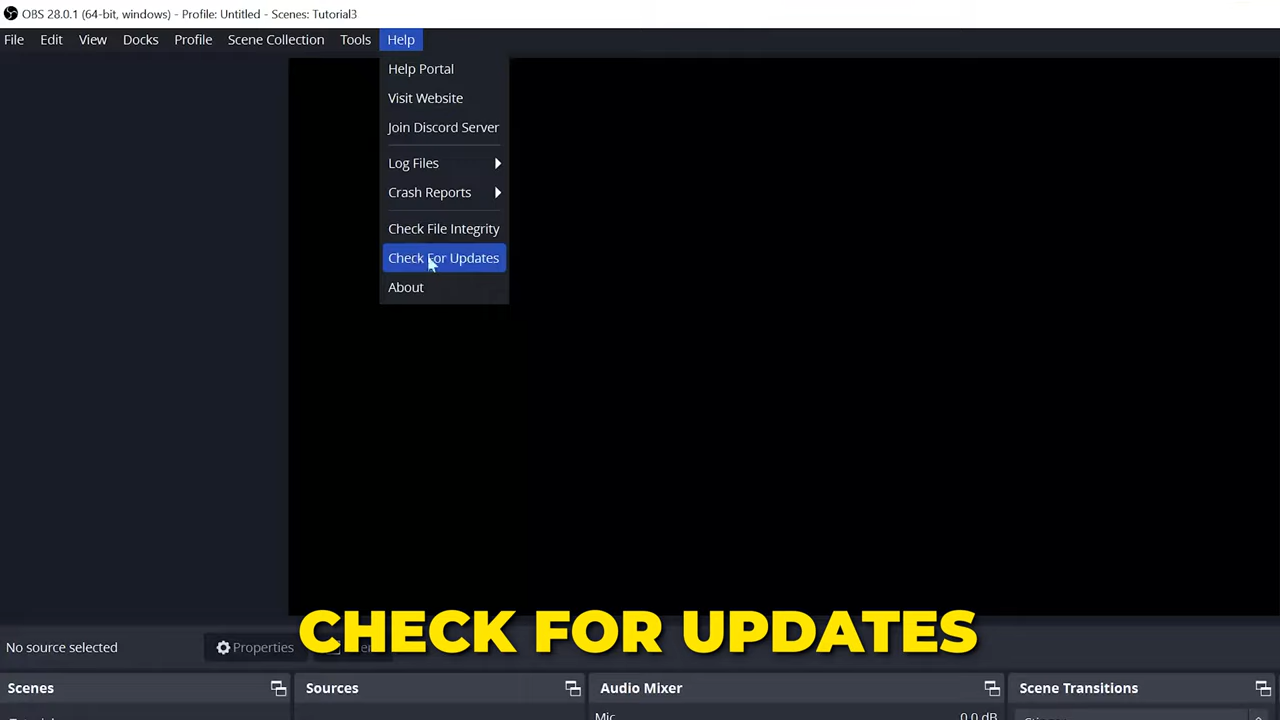 OBS 28.0.1 (64-bit, windows) - Profile: Untitled - Scenes: Tutorial3
File Edit View Docks Profile Scene Collection Tools Help
Help Portal
Visit Website
Join Discord Server
Log Files
Crash Reports
Check File Integrity
Check For Updates
About
CHECK FOR UPDATES
No source selected Properties
Scenes Sources Audio Mixer Scene Transitions
Mic 0.0 dB